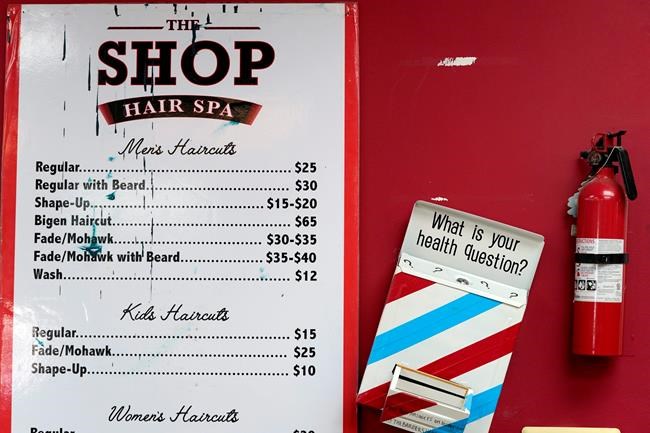 THE
SHOP
HAIR SPA
Men's Haircuts
Regular $25
Regular with Beard $30
Shape-Up $15-$20
Bigen Haircut $65
Fade/Mohawk $30-$35
Fade/Mohawk with Beard $35-$40
Wash $12
Kids Haircuts
Regular $15
Fade/Mohawk $25
Shape-Up $10
Women's Haircuts
Regular
What is your
health question?